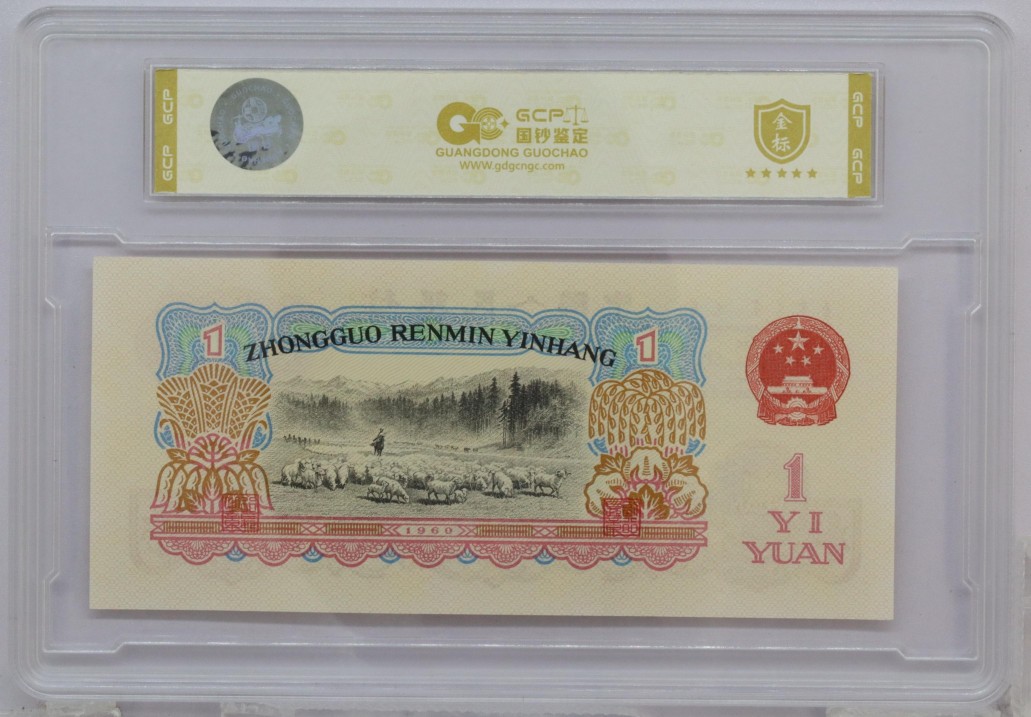 GCP
GCP
GC
GCP
国钞鉴定
GUANGDONG GUOCHAO
WWW.gdgcngc.com
金标
GCP
GCP
1
ZHONGGUO RENMIN YINHANG
1
1960
1
YI
YUAN